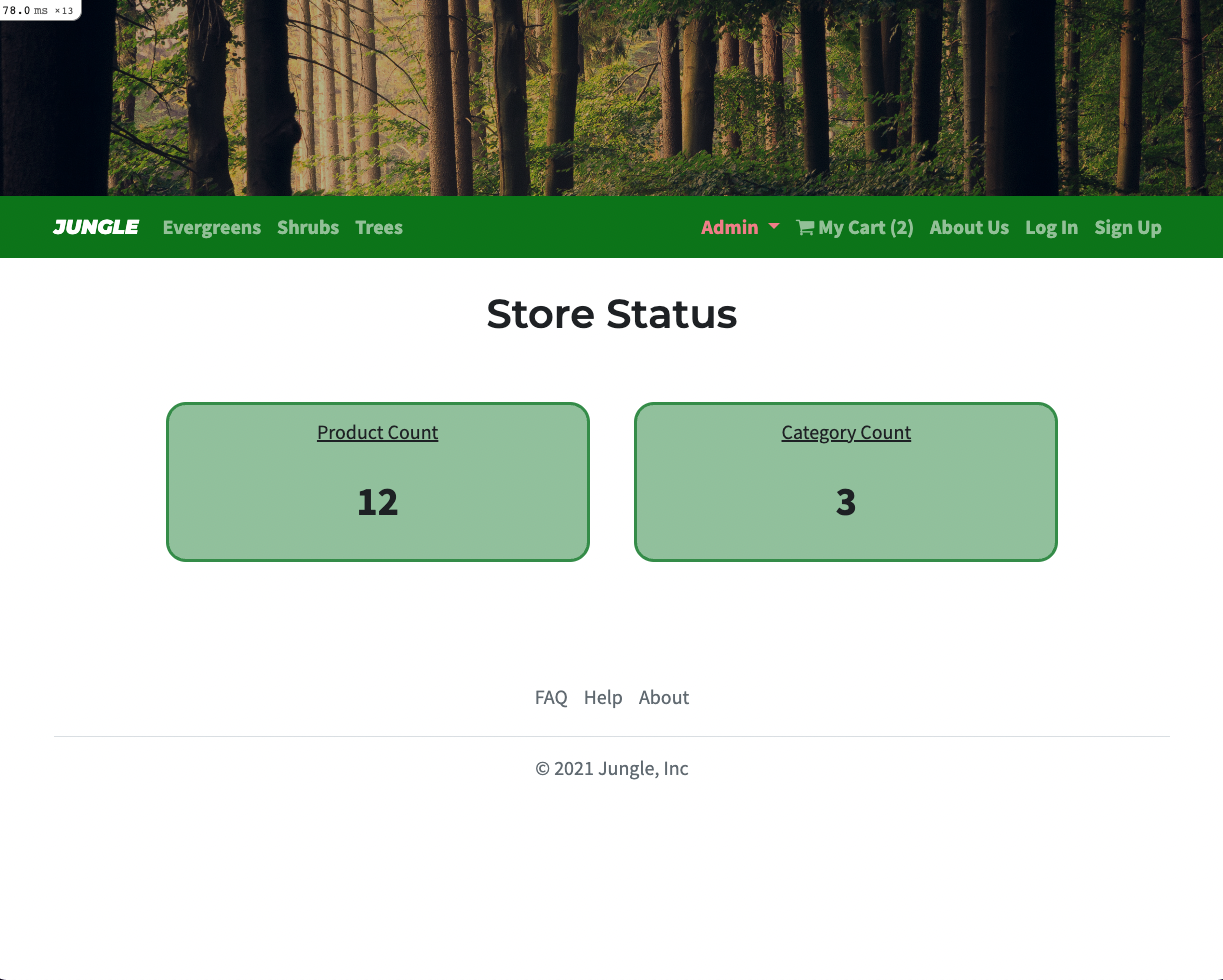 78.0 ms ×13
JUNGLE Evergreens Shrubs Trees Admin My Cart (2) About Us Log In Sign Up
Store Status
Product Count Category Count
12 3
FAQ Help About
© 2021 Jungle, Inc